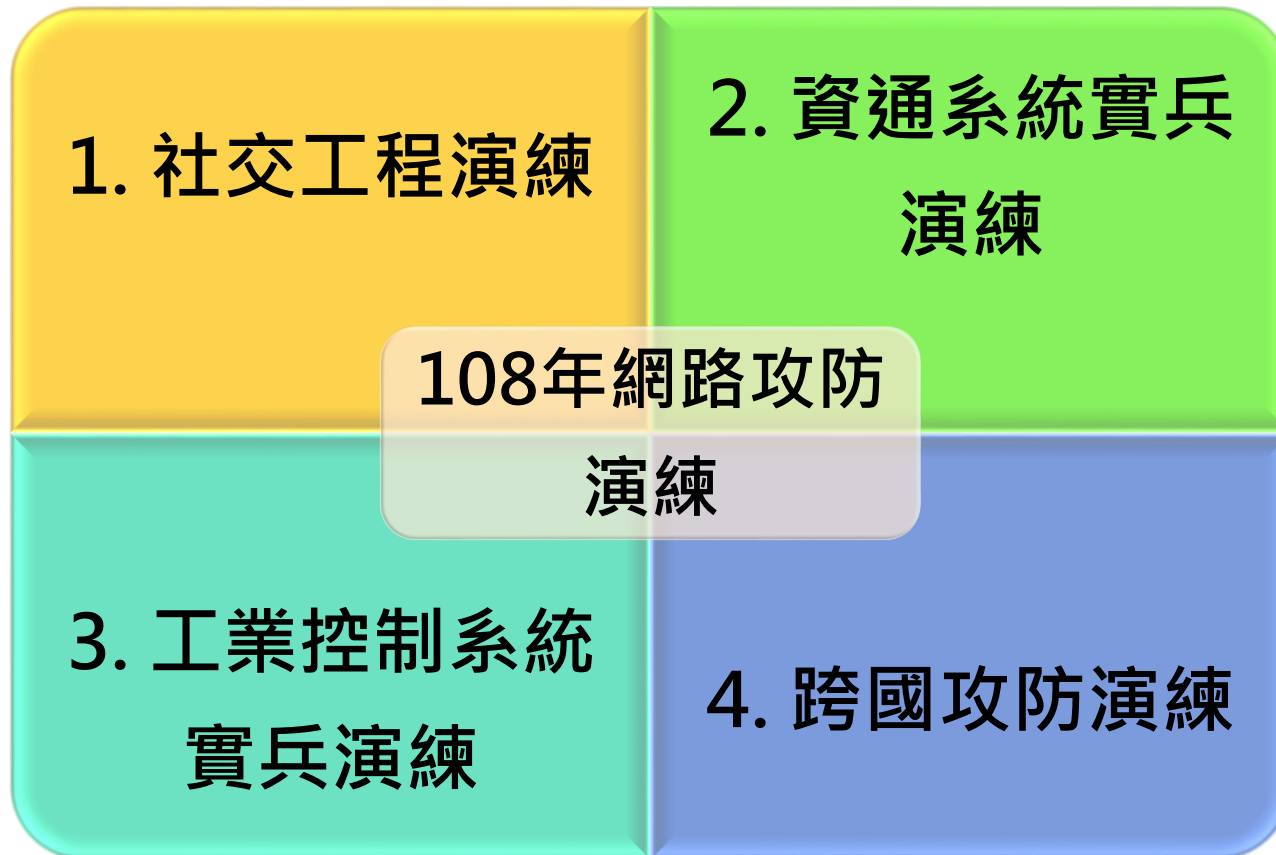 1. 社交工程演練
2. 資通系統實兵
演練
108年網路攻防
演練
3. 工業控制系統
實兵演練
4. 跨國攻防演練